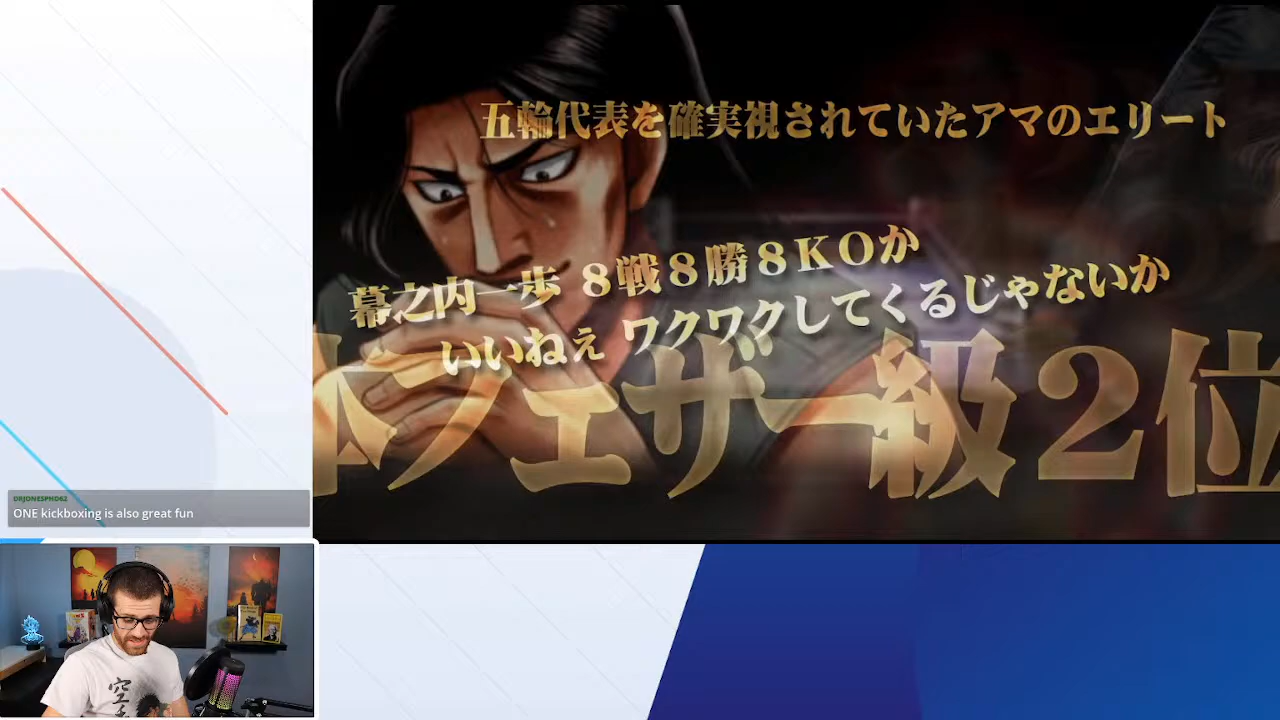 五輪代表を確実視されていたアマのエリート
幕之内一歩 8戦8勝8KOか
いいねぇ ワクワクしてくるじゃないか
本フェザー級2位
DRJONESPHD62
ONE kickboxing is also great fun
空